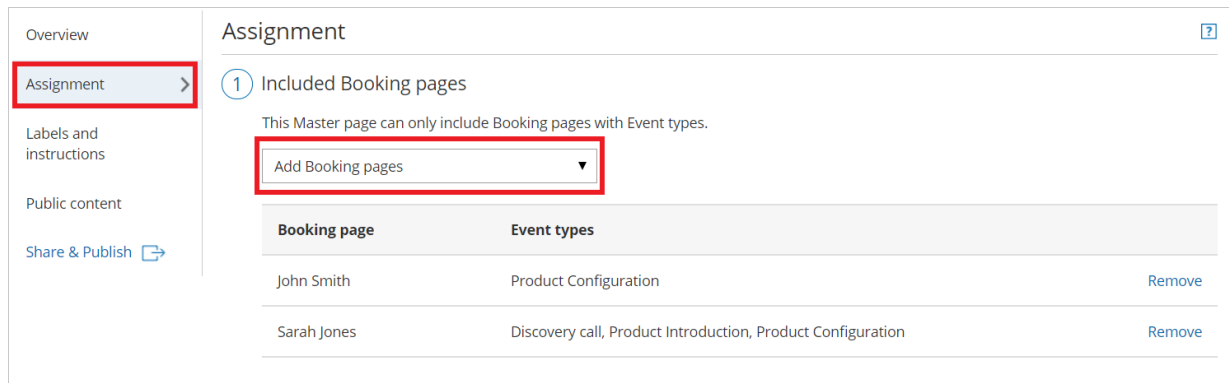 Overview
Assignment
Labels and
instructions
Public content
Share & Publish
Assignment
?
1 Included Booking pages
This Master page can only include Booking pages with Event types.
Add Booking pages
Booking page Event types
John Smith Product Configuration Remove
Sarah Jones Discovery call, Product Introduction, Product Configuration Remove